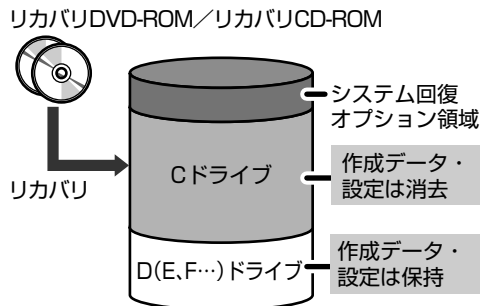 リカバリDVD-ROM／リカバリCD-ROM
システム回復
オプション領域
リカバリ
Cドライブ
作成データ・
設定は消去
D(E、F…)ドライブ
作成データ・
設定は保持